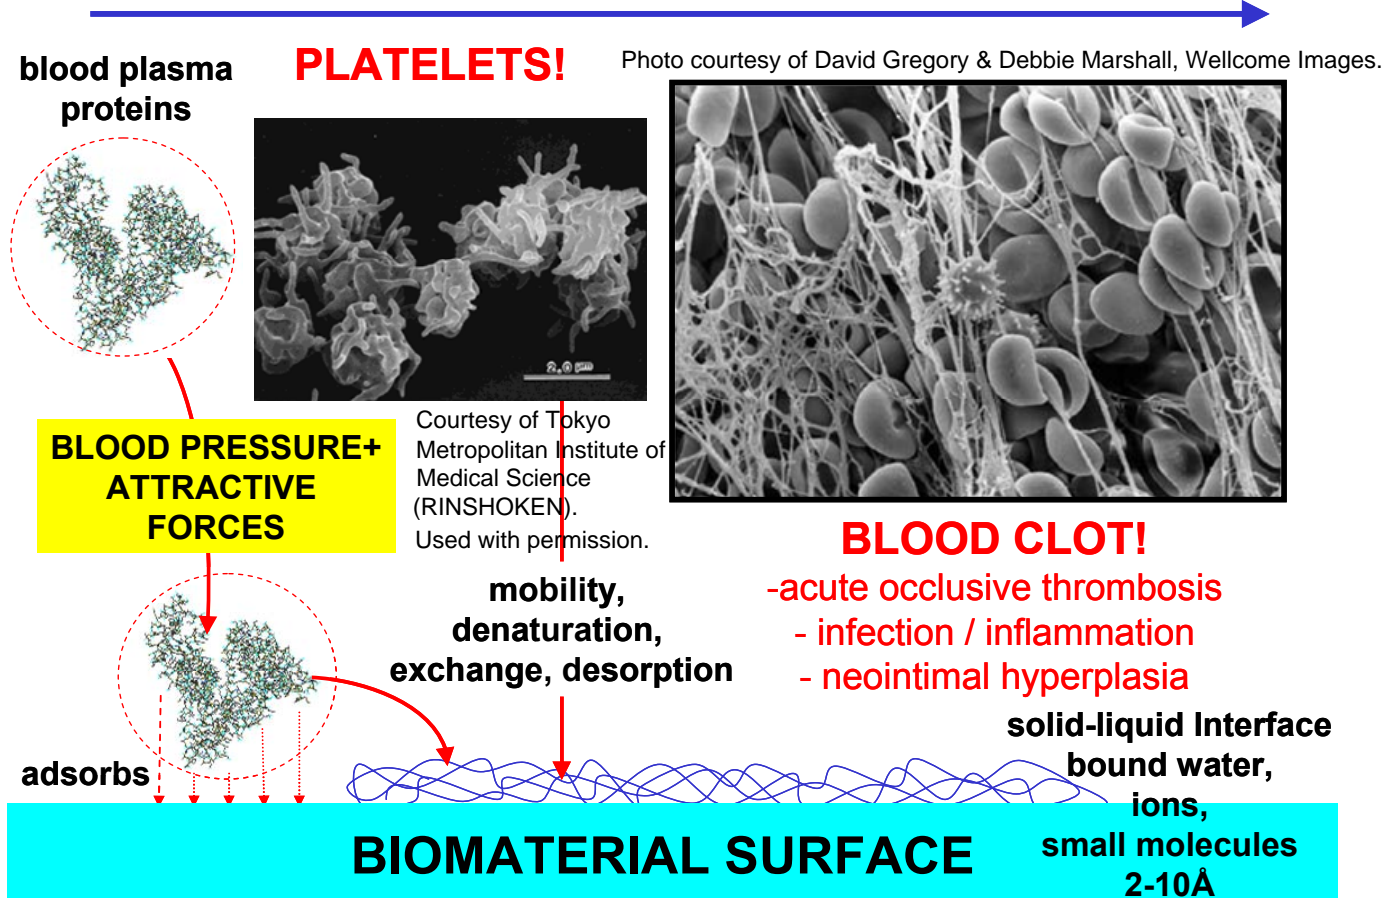 blood plasma
proteins
PLATELETS!
Photo courtesy of David Gregory & Debbie Marshall, Wellcome Images.
2.0 µm
Courtesy of Tokyo
Metropolitan Institute of
Medical Science
(RINSHOKEN).
Used with permission.
BLOOD PRESSURE+
ATTRACTIVE
FORCES
mobility,
denaturation,
exchange, desorption
BLOOD CLOT!
-acute occlusive thrombosis
- infection / inflammation
- neointimal hyperplasia
adsorbs
solid-liquid Interface
bound water,
ions,
small molecules
2-10Å
BIOMATERIAL SURFACE